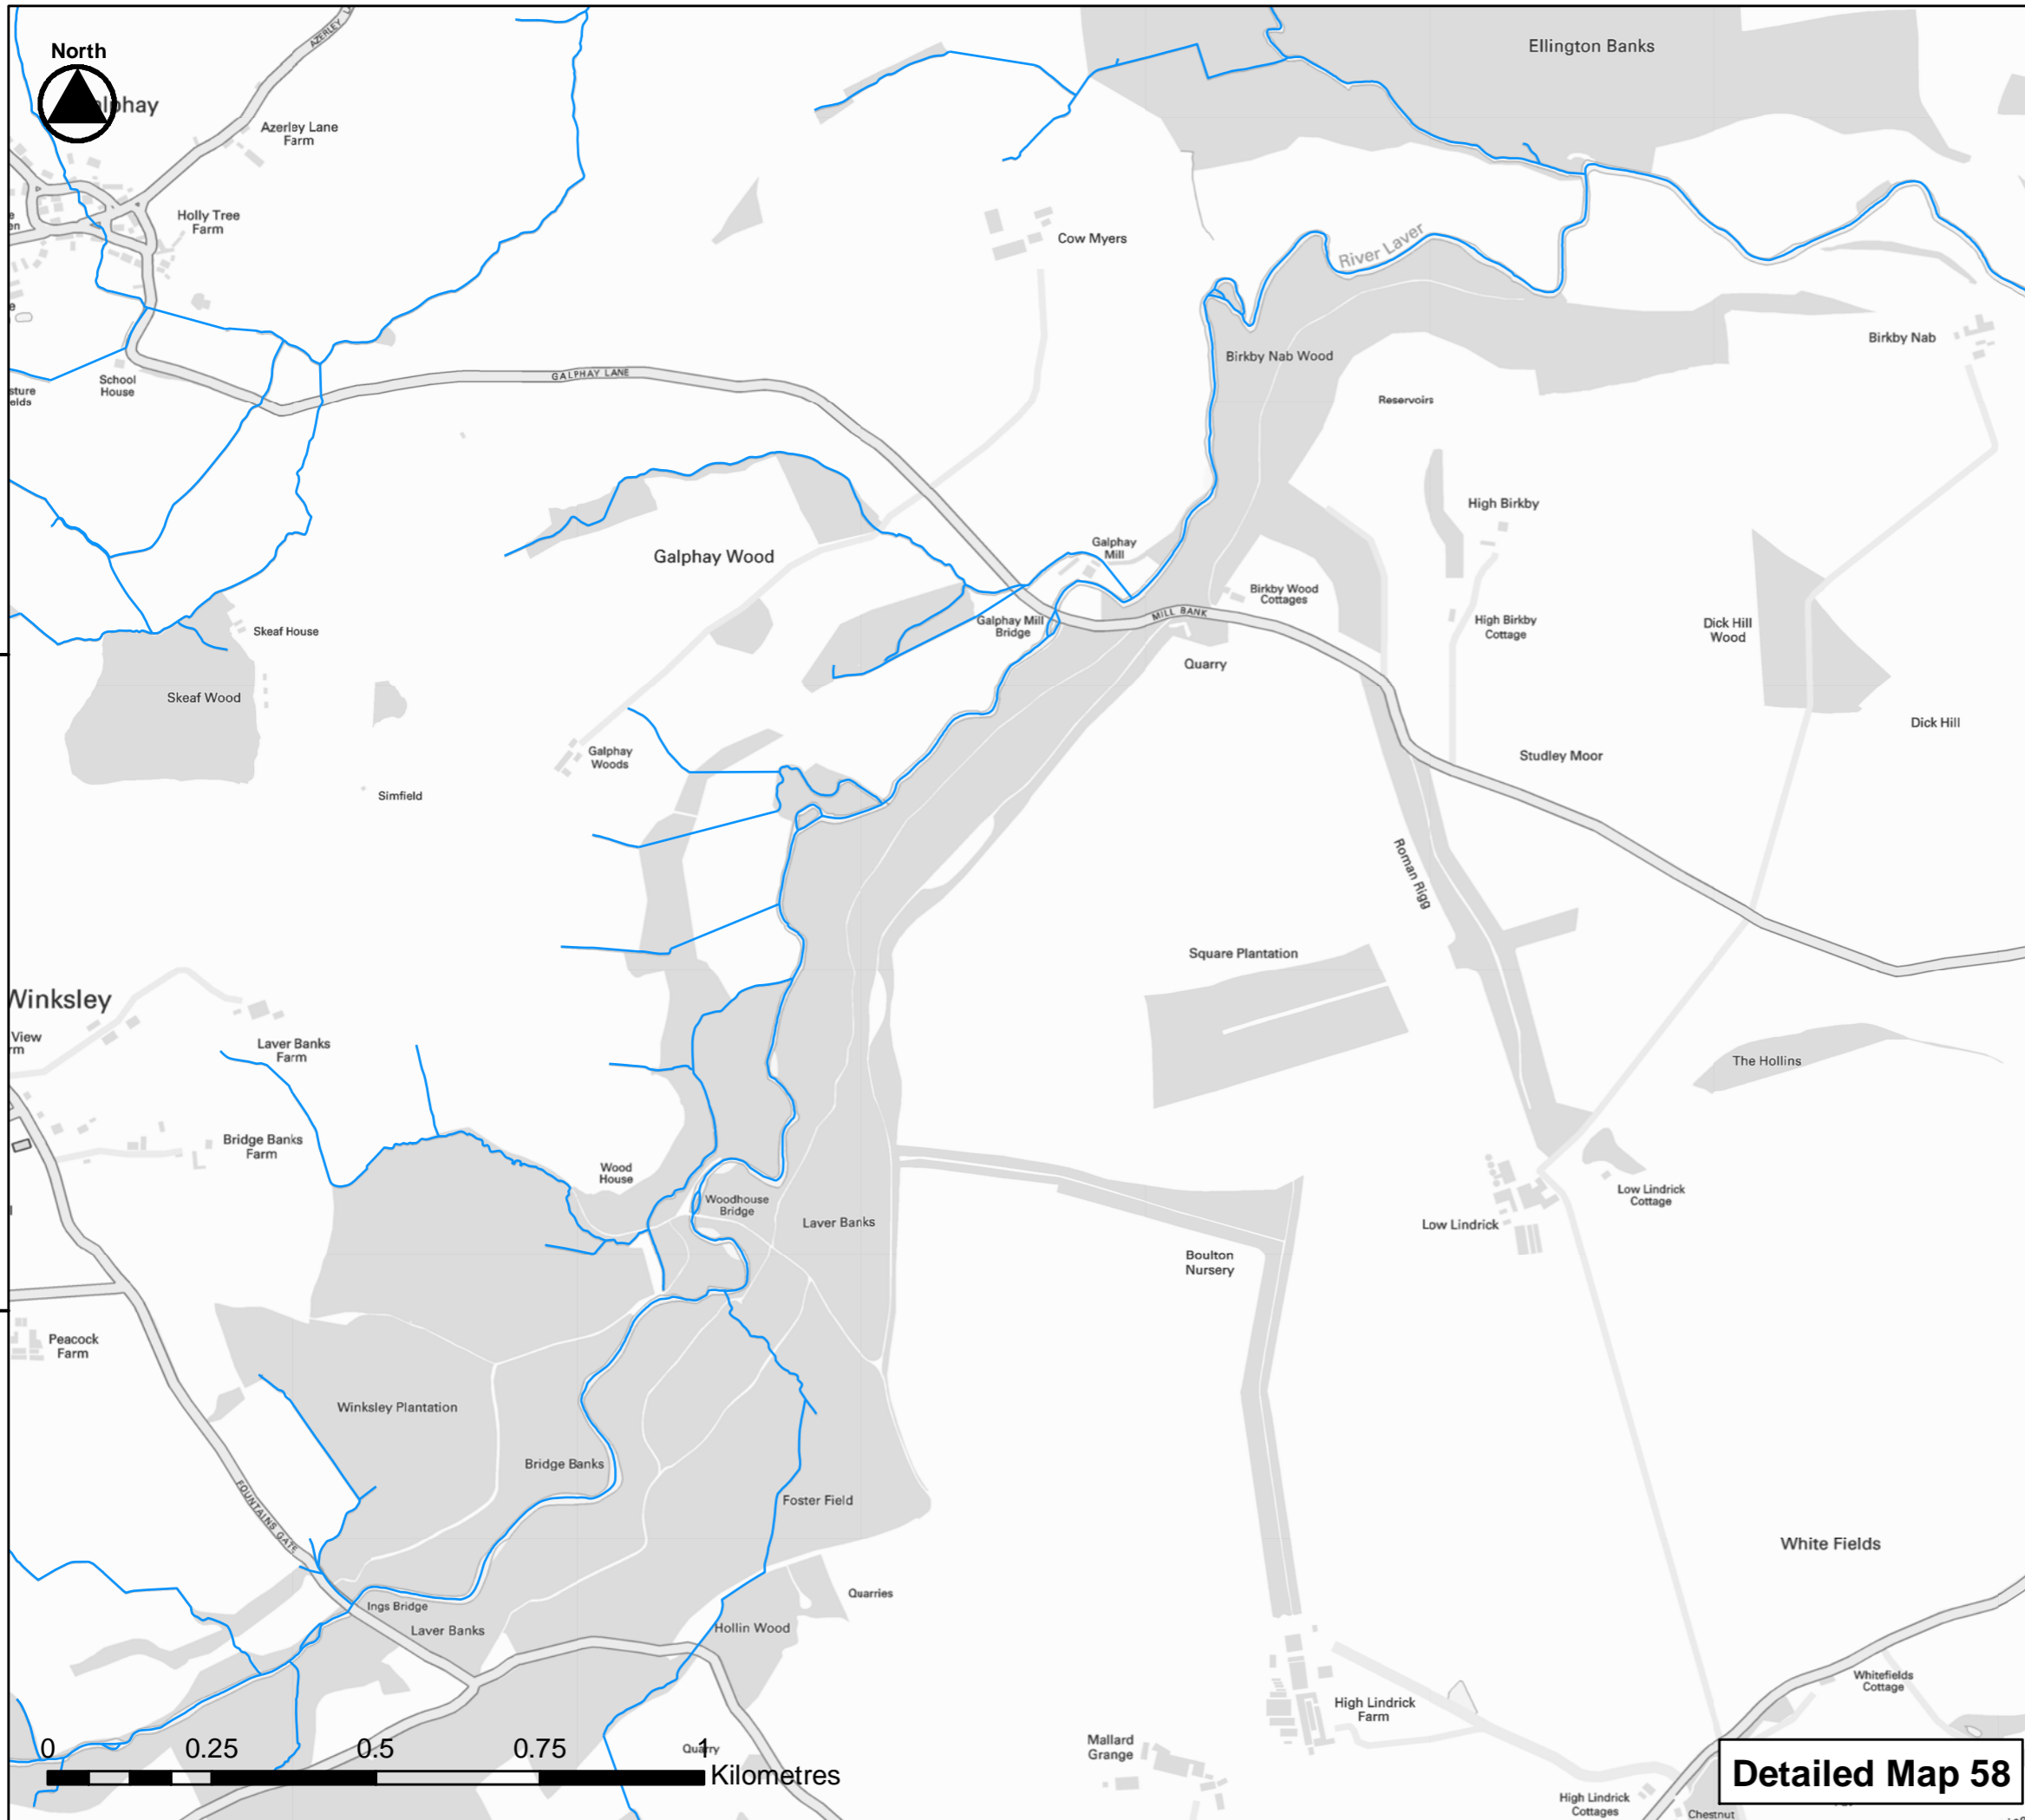 AZERLEY L
North
Ellington Banks
alphay
Azerley Lane
Farm
Holly Tree
Farm
Cow Myers
River Laver
Birkby Nab
Birkby Nab Wood
GALPHAY LANE
School
House
sture
elds
Reservoirs
High Birkby
Galphay
Mill
Galphay Wood
Birkby Wood
Cottages
MILL BANK
Galphay Mill
Bridge
High Birkby
Cottage
Dick Hill
Wood
Skeaf House
Quarry
Skeaf Wood
Dick Hill
Galphay
Woods
Studley Moor
Simfield
Roman Rigg
Square Plantation
Winksley
View
rm
Laver Banks
Farm
The Hollins
Bridge Banks
Farm
Wood
House
Woodhouse
Bridge
Low Lindrick
Cottage
Laver Banks
Low Lindrick
Boulton
Nursery
Peacock
Farm
Winksley Plantation
Bridge Banks
Foster Field
FOUNTAINS GATE
White Fields
Quarries
Ings Bridge
Laver Banks
Hollin Wood
Whitefields
Cottage
High Lindrick
Farm
Mallard
Grange
Quarry
0 0.25 0.5 0.75 1
Kilometres
Detailed Map 58
High Lindrick
Cottages
Chestnut